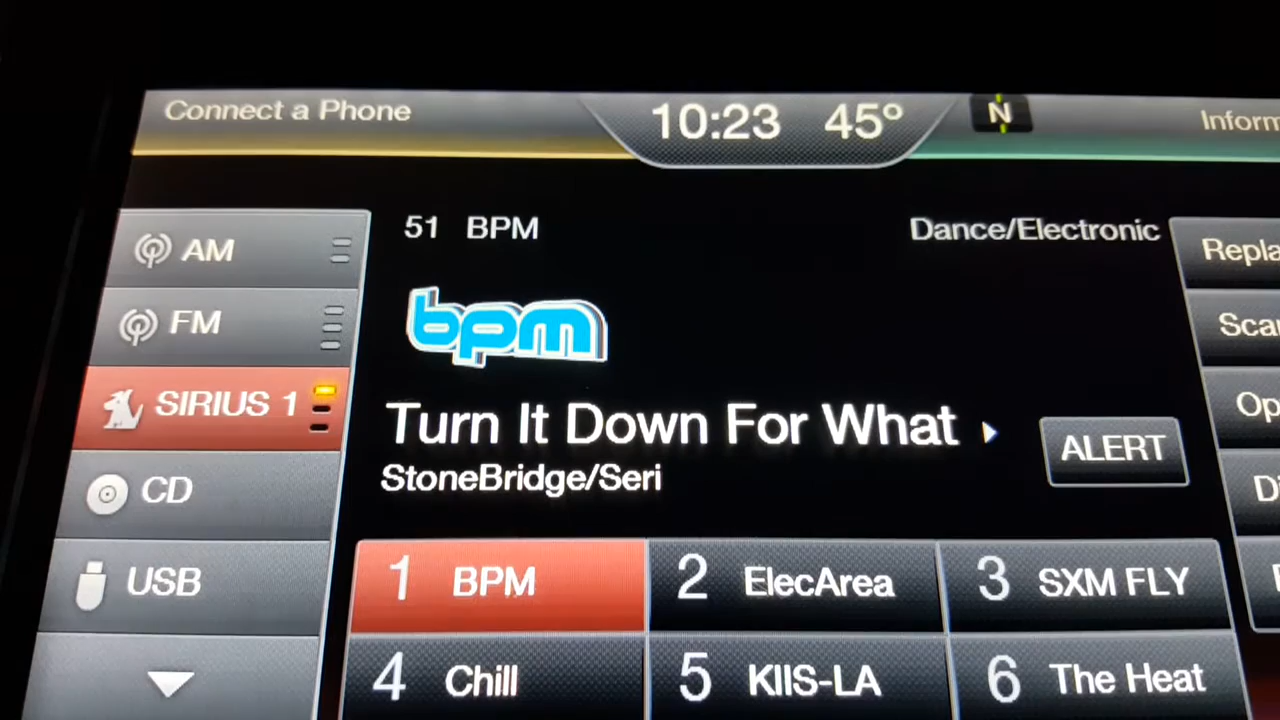 Connect a Phone
10:23 45°
N
AM
FM
SIRIUS 1
CD
USB
51 BPM
Dance/Electronic
bpm
Turn It Down For What
StoneBridge/Seri
ALERT
1 BPM
2 ElecArea
3 SXM FLY
4 Chill
5 KIIS-LA
6 The Heat